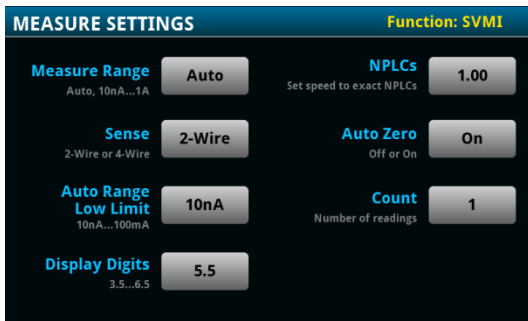 MEASURE SETTINGS
Function: SVMI
Measure Range
Auto, 10nA...1A
Auto
NPLCs
Set speed to exact NPLCs
1.00
Sense
2-Wire or 4-Wire
2-Wire
Auto Zero
Off or On
On
Auto Range
Low Limit
10nA...100mA
10nA
Count
Number of readings
1
Display Digits
3.5...6.5
5.5